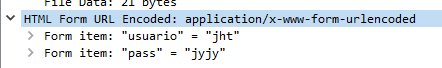 File Data: 21 bytes
HTML Form URL Encoded: application/x-www-form-urlencoded
Form item: "usuario" = "jht"
Form item: "pass" = "jyjy"